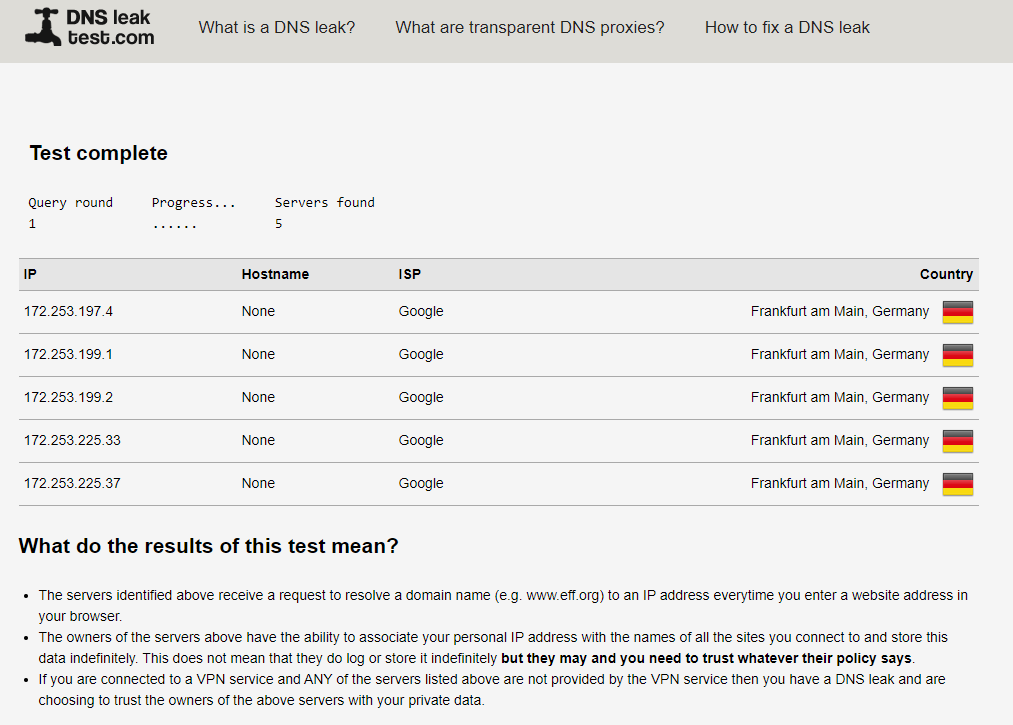 DNS leak
test.com
What is a DNS leak? What are transparent DNS proxies? How to fix a DNS leak
Test complete
Query round Progress... Servers found
1 ...... 5
IP Hostname ISP Country
172.253.197.4 None Google Frankfurt am Main, Germany
172.253.199.1 None Google Frankfurt am Main, Germany
172.253.199.2 None Google Frankfurt am Main, Germany
172.253.225.33 None Google Frankfurt am Main, Germany
172.253.225.37 None Google Frankfurt am Main, Germany
What do the results of this test mean?
• The servers identified above receive a request to resolve a domain name (e.g. www.eff.org) to an IP address everytime you enter a website address in
your browser.
• The owners of the servers above have the ability to associate your personal IP address with the names of all the sites you connect to and store this
data indefinitely. This does not mean that they do log or store it indefinitely but they may and you need to trust whatever their policy says.
• If you are connected to a VPN service and ANY of the servers listed above are not provided by the VPN service then you have a DNS leak and are
choosing to trust the owners of the above servers with your private data.